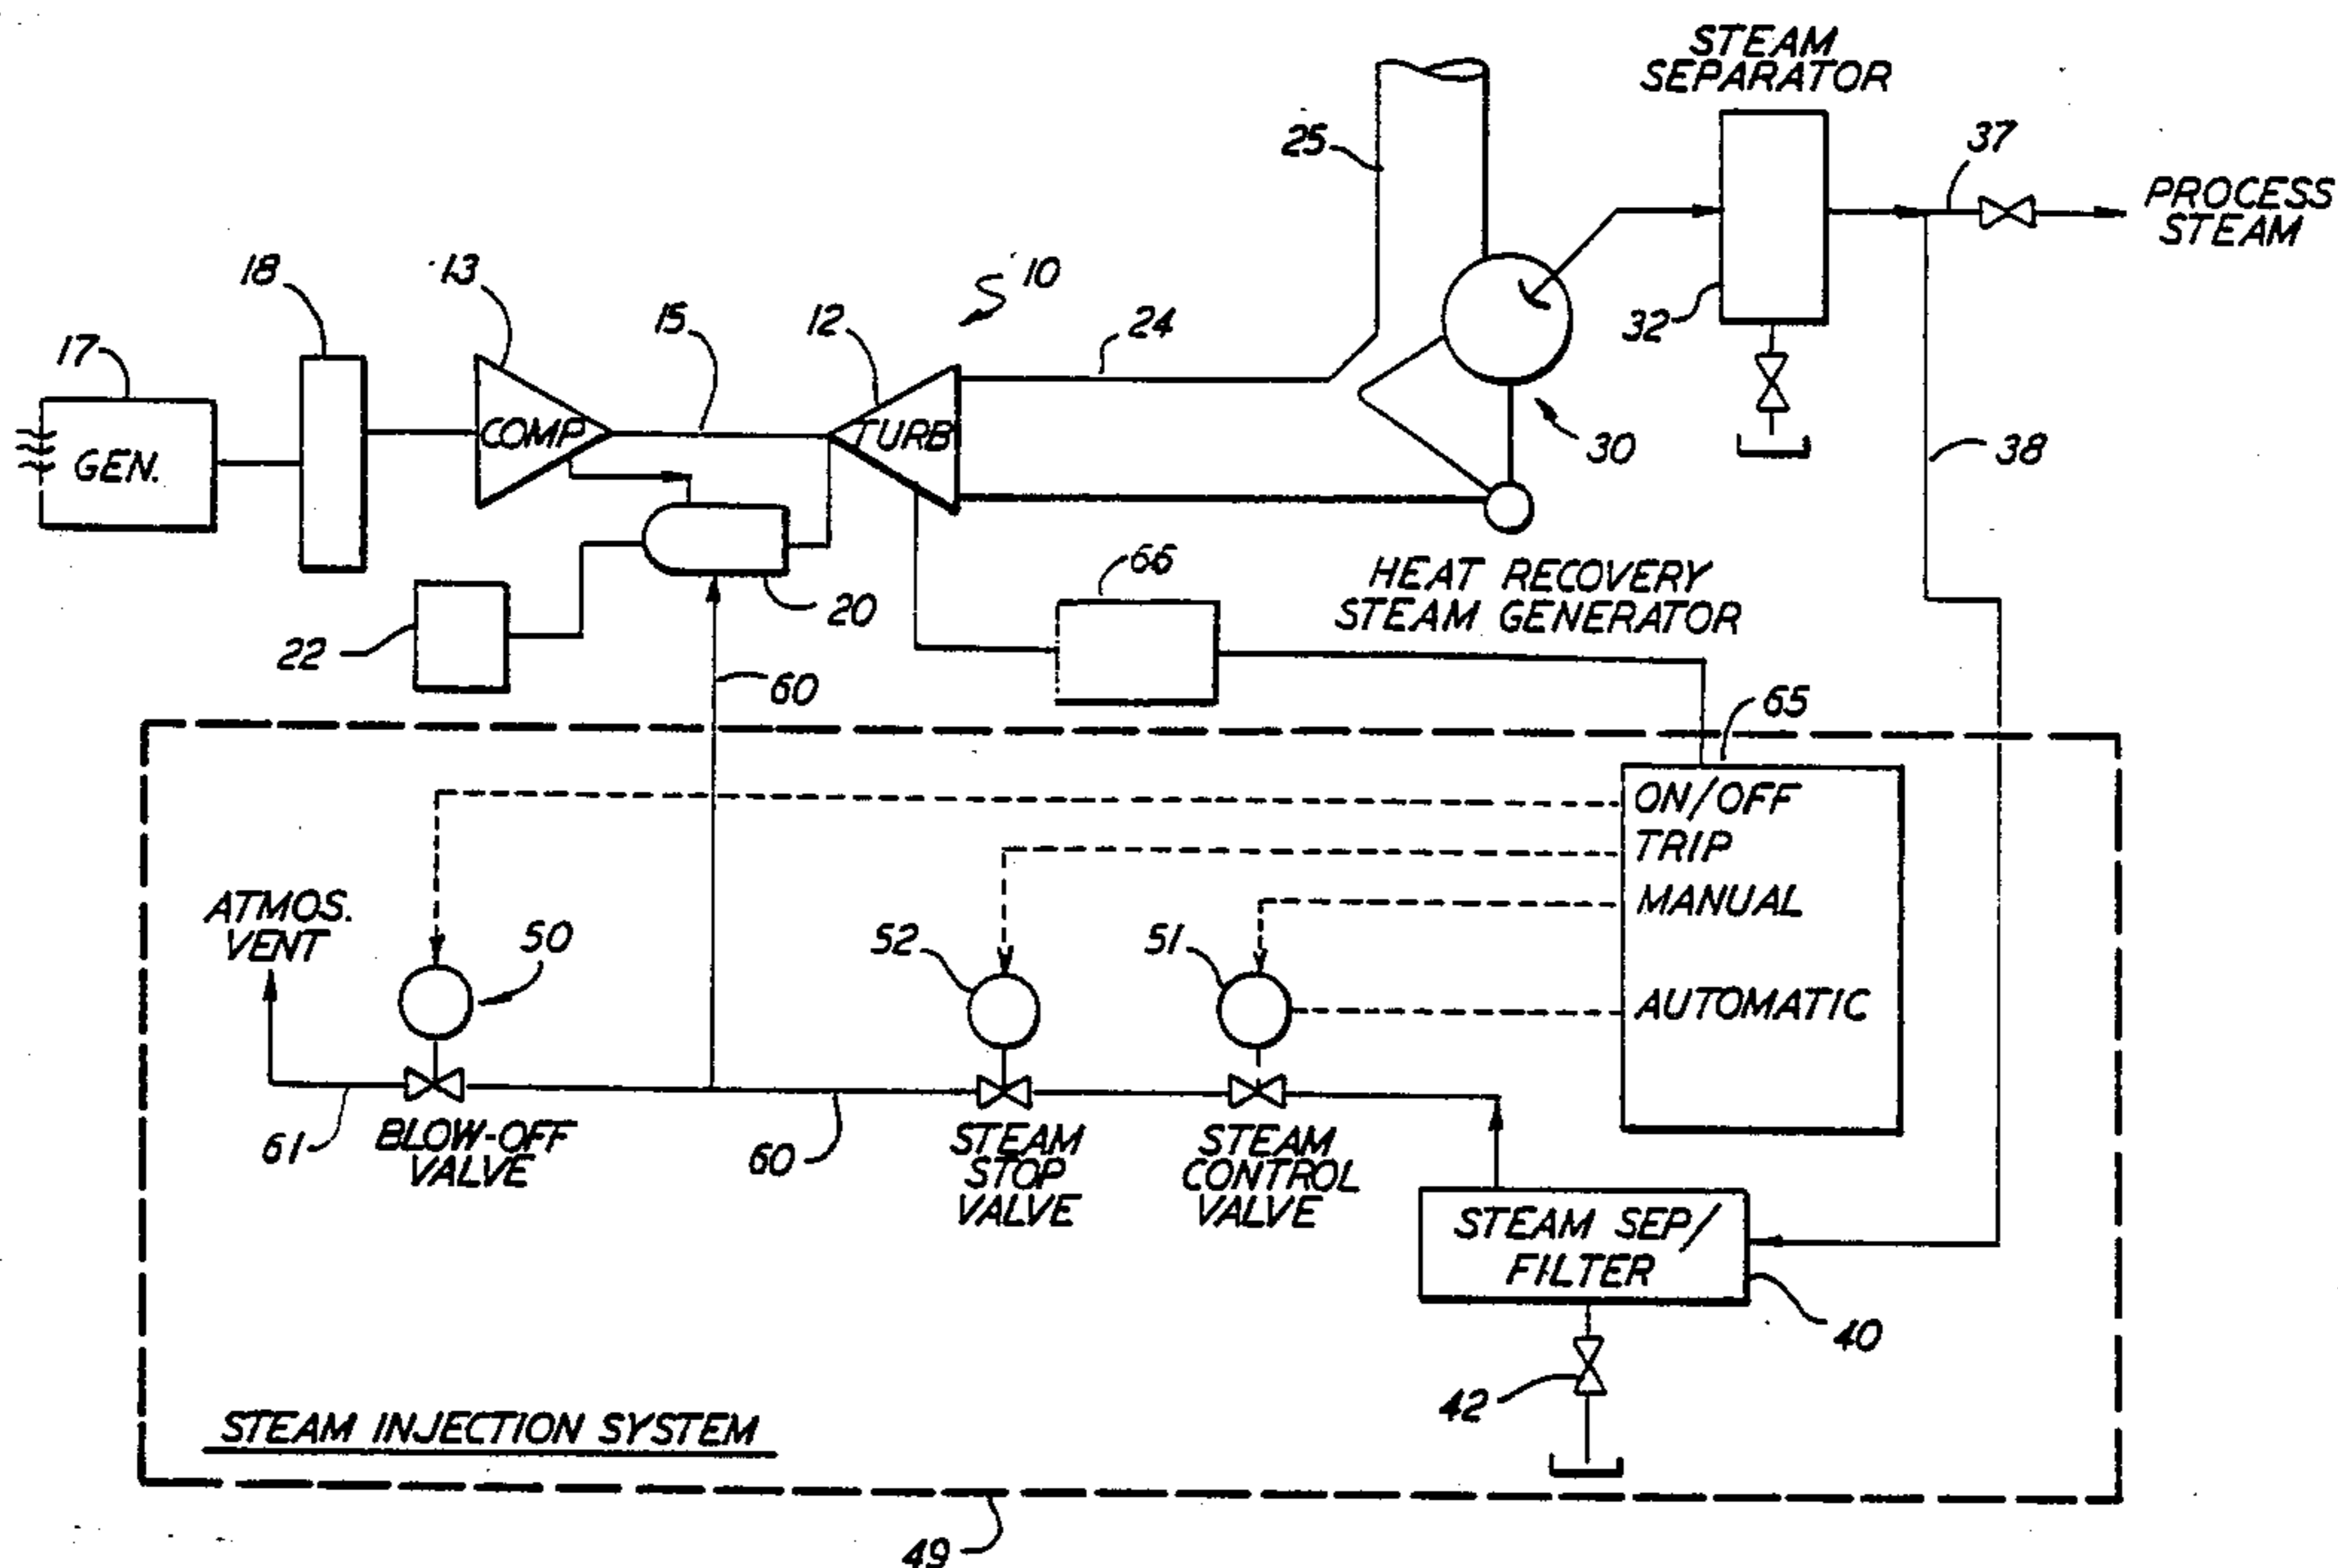 STEAM
SEPARATOR
25
37
PROCESS
STEAM
18
13
10
15
12
24
32
17
COMP
TURB
GEN.
30
38
66
HEAT RECOVERY
STEAM GENERATOR
20
22
60
65
ON/OFF
TRIP
MANUAL
AUTOMATIC
ATMOS.
VENT
50
52
51
61
BLOW-OFF
VALVE
60
STEAM
STOP
VALVE
STEAM
CONTROL
VALVE
STEAM SEP/
FILTER
40
42
STEAM INJECTION SYSTEM
49